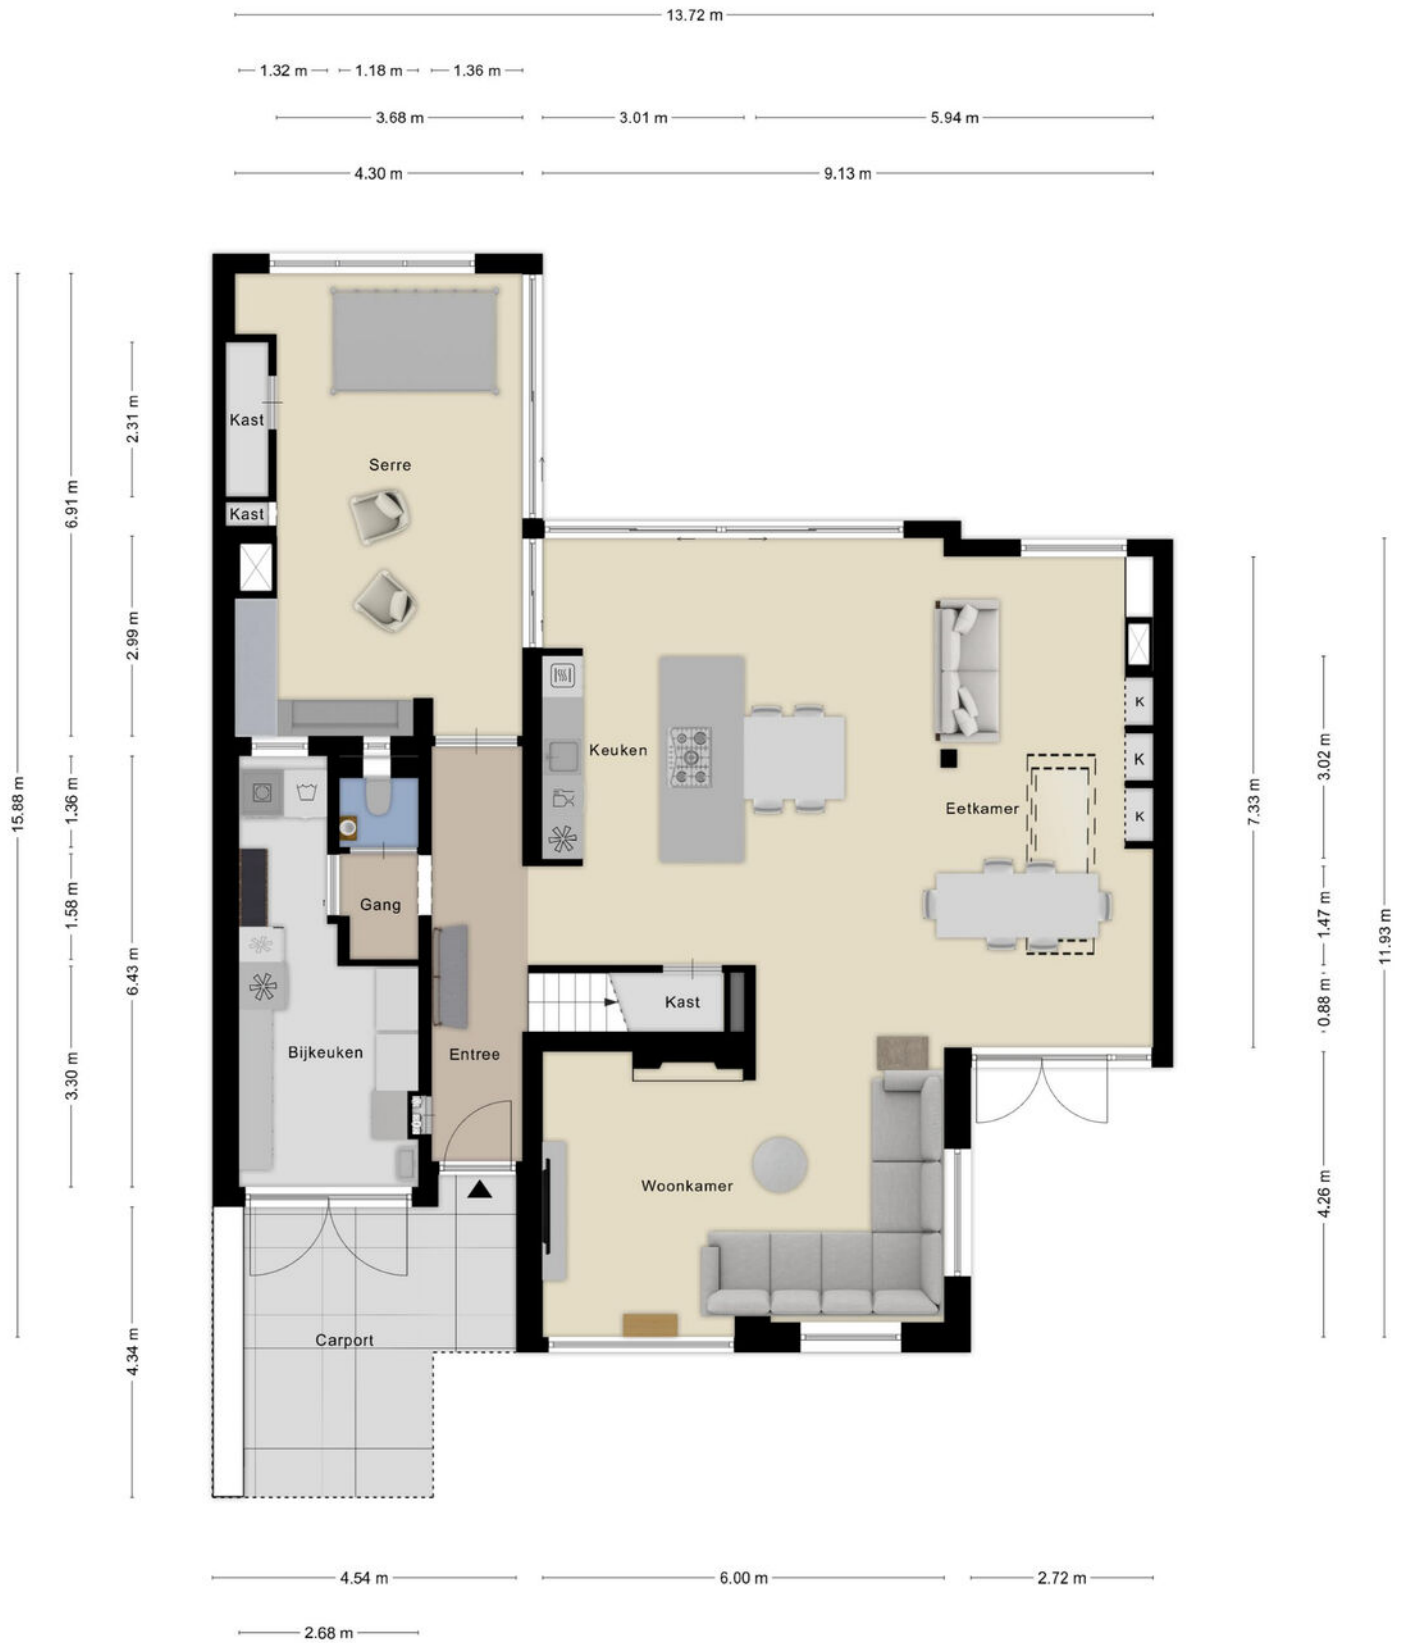 13.72 m
1.32 m
1.18 m
1.36 m
3.68 m
3.01 m
5.94 m
4.30 m
9.13 m
15.88 m
6.91 m
2.31 m
2.99 m
1.36 m
1.58 m
6.43 m
3.30 m
4.34 m
Kast
Serre
Kast
Keuken
K
K
K
Eetkamer
Gang
Kast
Bijkeuken
Entree
Woonkamer
Carport
7.33 m
3.02 m
1.47 m
0.88 m
4.26 m
11.93 m
4.54 m
6.00 m
2.72 m
2.68 m